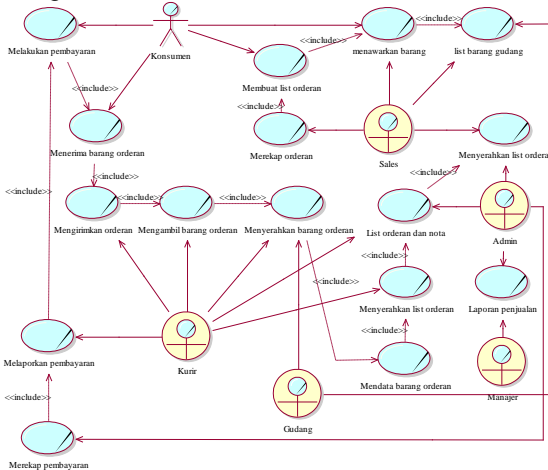 Melakukan pembayaran
Konsumen
menawarkan barang
<<include>>
list barang gudang
<<include>>
<<include>>
Membuat list orderan
<<include>>
Menerima barang orderan
<<include>>
Merekap orderan
Sales
Menyerahkan list ordera
<<include>>
<<include>>
<<include>>
<<include>>
<<include>>
Mengirimkan orderan
Mengambil barang orderan
Menyerahkan barang orderan
List orderan dan nota
Admin
<<include>>
<<include>>
Menyerahkan list orderan
Laporan penjualan
<<include>>
Melaporkan pembayaran
Kurir
Mendata barang orderan
Manajer
<<include>>
Gudang
Merekap pembayaran